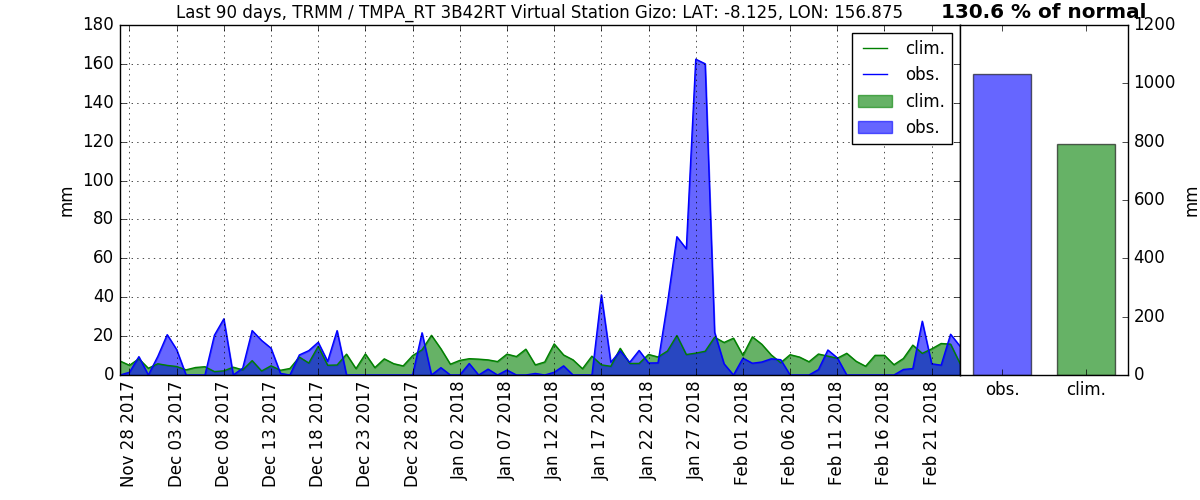 Last 90 days, TRMM / TMPA_RT 3B42RT Virtual Station Gizo: LAT: -8.125, LON: 156.875
130.6 % of normal
180
160
140
120
100
80
60
40
20
0
mm
clim.
obs.
clim.
obs.
1200
1000
800
600
400
200
0
mm
Nov 28 2017
Dec 03 2017
Dec 08 2017
Dec 13 2017
Dec 18 2017
Dec 23 2017
Dec 28 2017
Jan 02 2018
Jan 07 2018
Jan 12 2018
Jan 17 2018
Jan 22 2018
Jan 27 2018
Feb 01 2018
Feb 06 2018
Feb 11 2018
Feb 16 2018
Feb 21 2018
obs.
clim.